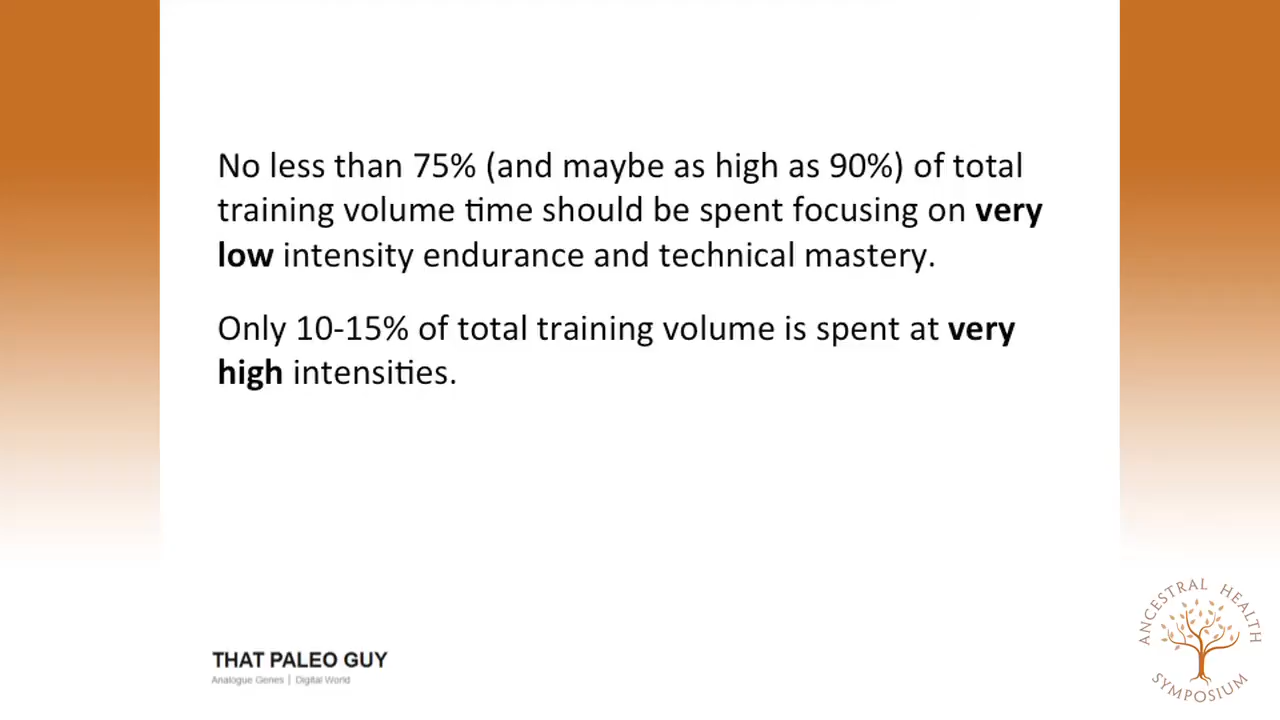 No less than 75% (and maybe as high as 90%) of total
training volume time should be spent focusing on very
low intensity endurance and technical mastery.
Only 10-15% of total training volume is spent at very
high intensities.
THAT PALEO GUY
Analogue Genes | Digital World
ANCESTRAL HEALTH
SYMPOSIUM